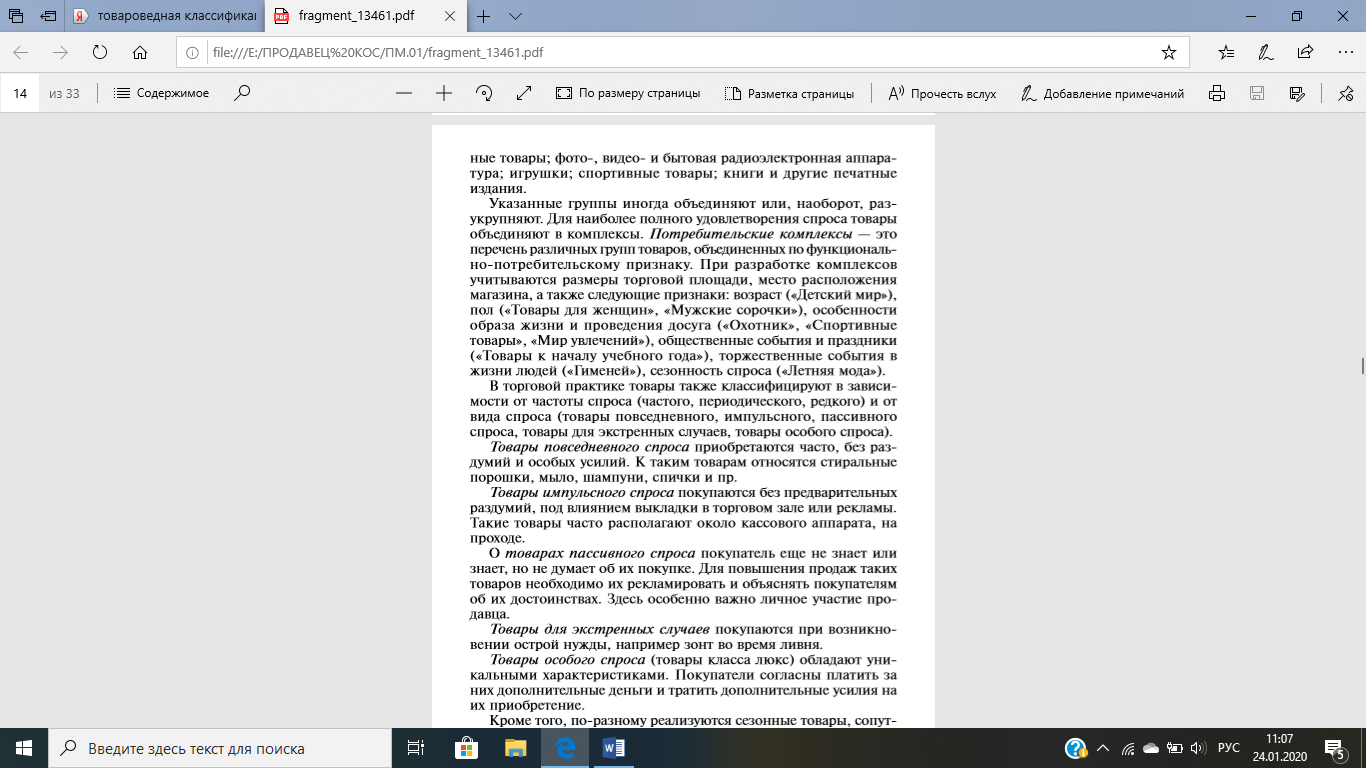 товароведная классификаι
fragment_13461.pdf
file:///E:/ПРОДАВЕЦ%20КОС/ПМ.01/fragment_13461.pdf
14 из 33 Содержимое По размеру страницы Разметка страницы Прочесть вслух Добавление примечаний
ные товары; фото-, видео- и бытовая радиоэлектронная аппара-
тура; игрушки; спортивные товары; книги и другие печатные
издания.
Указанные группы иногда объединяют или, наоборот, раз-
укрупняют. Для наиболее полного удовлетворения спроса товары
объединяют в комплексы. Потребительские комплексы — это
перечень различных групп товаров, объединенных по функциональ-
но-потребительскому признаку. При разработке комплексов
учитываются размеры торговой площади, место расположения
магазина, а также следующие признаки: возраст («Детский мир»),
пол («Товары для женщин», «Мужские сорочки»), особенности
образа жизни и проведения досуга («Охотник», «Спортивные
товары», «Мир увлечений»), общественные события и праздники
(«Товары к началу учебного года»), торжественные события в
жизни людей («Гименей»), сезонность спроса («Летняя мода»).
В торговой практике товары также классифицируют в зависи-
мости от частоты спроса (частого, периодического, редкого) и от
вида спроса (товары повседневного, импульсного, пассивного
спроса, товары для экстренных случаев, товары особого спроса).
Товары повседневного спроса приобретаются часто, без раз-
думий и особых усилий. К таким товарам относятся стиральные
порошки, мыло, шампуни, спички и пр.
Товары импульсного спроса покупаются без предварительных
раздумий, под влиянием выкладки в торговом зале или рекламы.
Такие товары часто располагают около кассового аппарата, на
проходе.
О товарах пассивного спроса покупатель еще не знает или
знает, но не думает об их покупке. Для повышения продаж таких
товаров необходимо их рекламировать и объяснять покупателям
об их достоинствах. Здесь особенно важно личное участие про-
давца.
Товары для экстренных случаев покупаются при возникно-
вении острой нужды, например зонт во время ливня.
Товары особого спроса (товары класса люкс) обладают уни-
кальными характеристиками. Покупатели согласны платить за
них дополнительные деньги и тратить дополнительные усилия на
их приобретение.
Кроме того, по-разному реализуются сезонные товары, сопут-
Введите здесь текст для поиска
РУС
11:07
24.01.2020
5